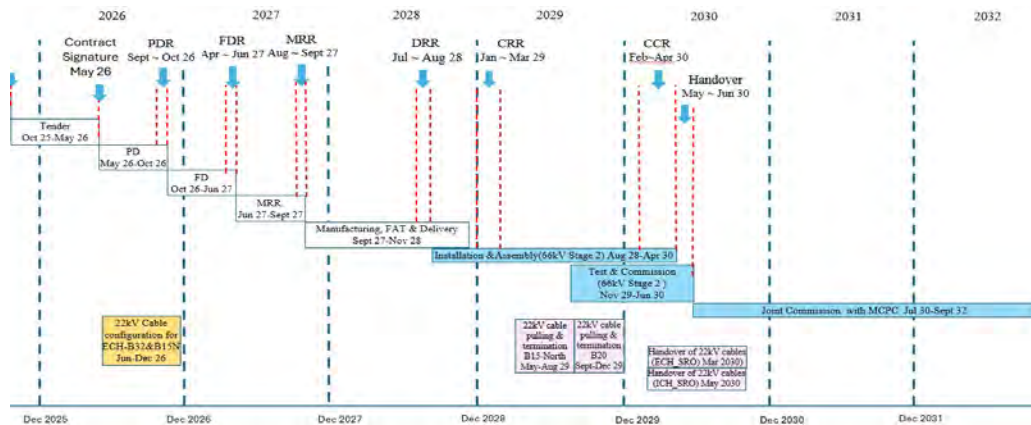 2026
2027
2028
2029
2030
2031
2032
Contract
Signature
May 26
PDR
Sept ~ Oct 26
FDR
Apr ~ Jun 27
MRR
Aug ~ Sept 27
DRR
Jul ~ Aug 28
CRR
Jan ~ Mar 29
CCR
Feb~Apr 30
Handover
May ~ Jun 30
Tender
Oct 25-May 26
PD
May 26-Oct 26
FD
Oct 26-Jun 27
MRR
Jun 27-Sept 27
Manufacturing, FAT & Delivery
Sept 27-Nov 28
Installation &Assembly(66kV Stage 2) Aug 28-Apr 30
Test & Commission
(66kV Stage 2 )
Nov 29-Jun 30
Joint Commission with MCPC Jul 30-Sept 32
22kV Cable
configuration for
ECH-B32&B15N
Jun-Dec 26
22kV cable
pulling &
termination
B15-North
May-Aug 29
22kV cable
pulling &
termination
B20
Sept-Dec 29
Handover of 22kV cables
(ECH_SRO) Mar 2030)
Handover of 22kV cables
(ICH_SRO) May 2030
Dec 2025
Dec 2026
Dec 2027
Dec 2028
Dec 2029
Dec 2030
Dec 2031